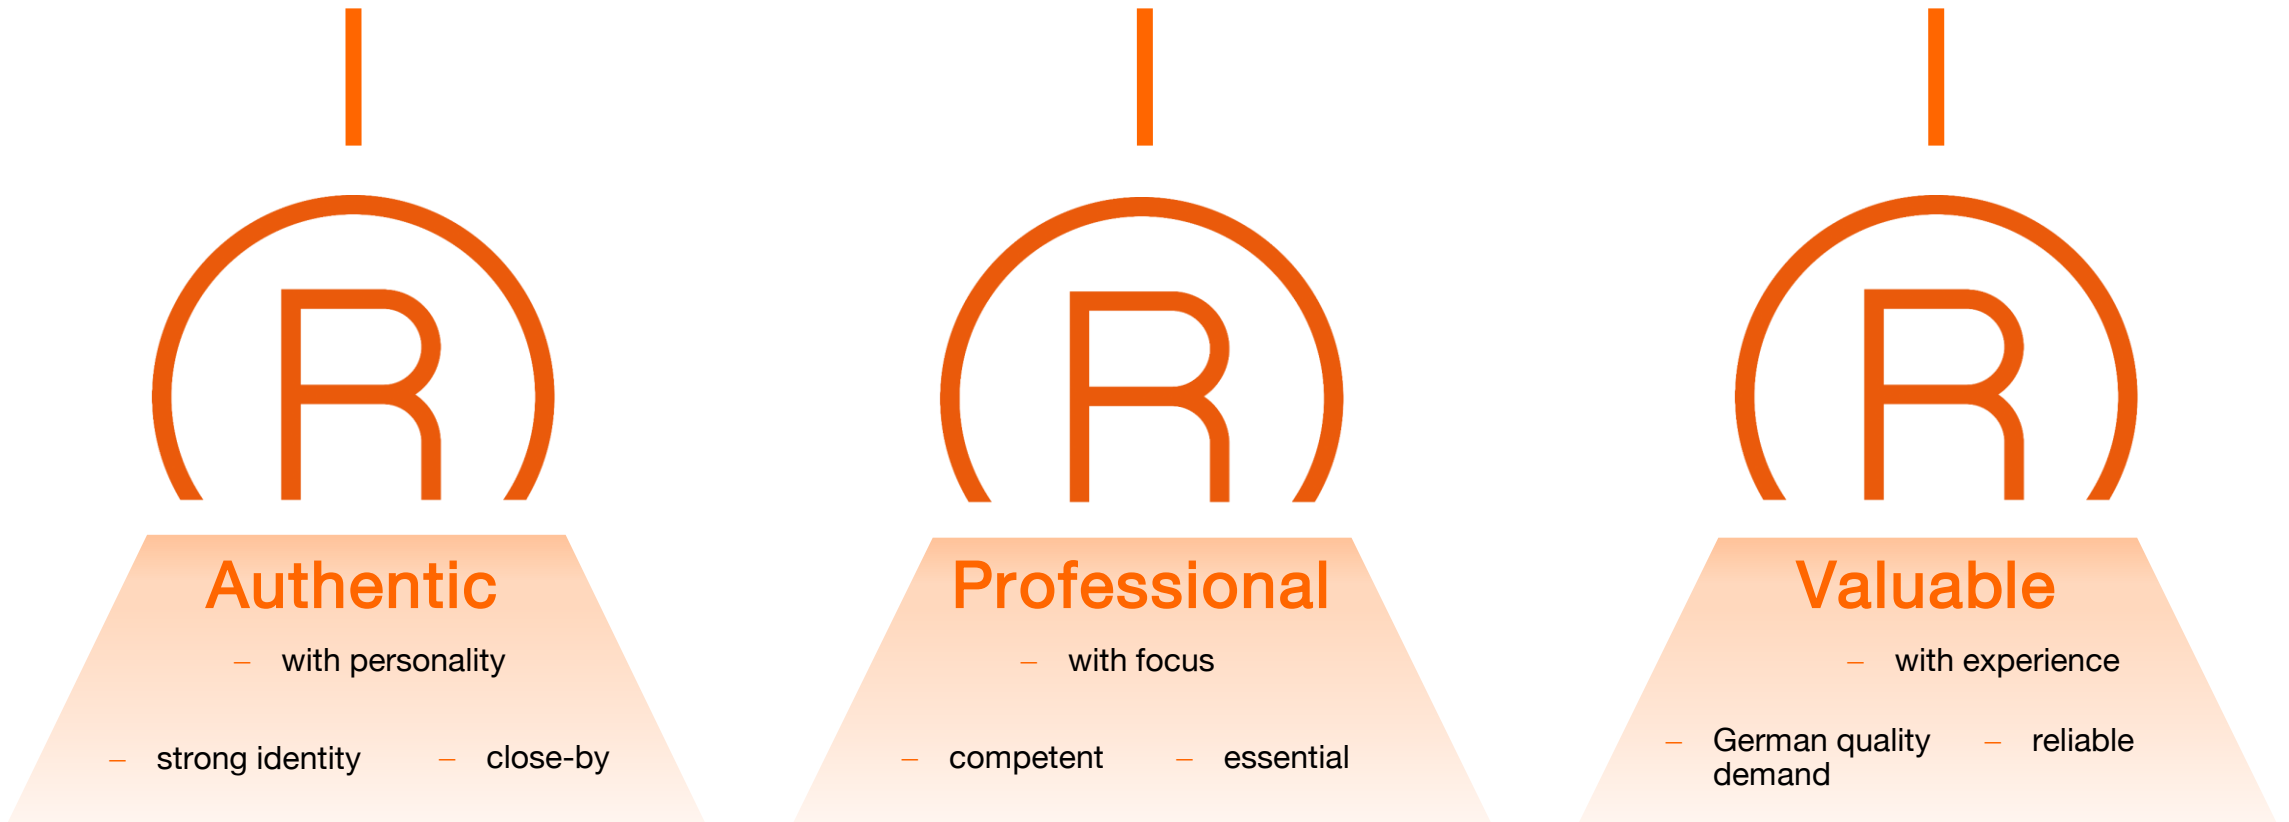 R
R
R
Authentic
– with personality
– strong identity
– close-by
Professional
– with focus
– competent
– essential
Valuable
– with experience
– German quality
demand
– reliable